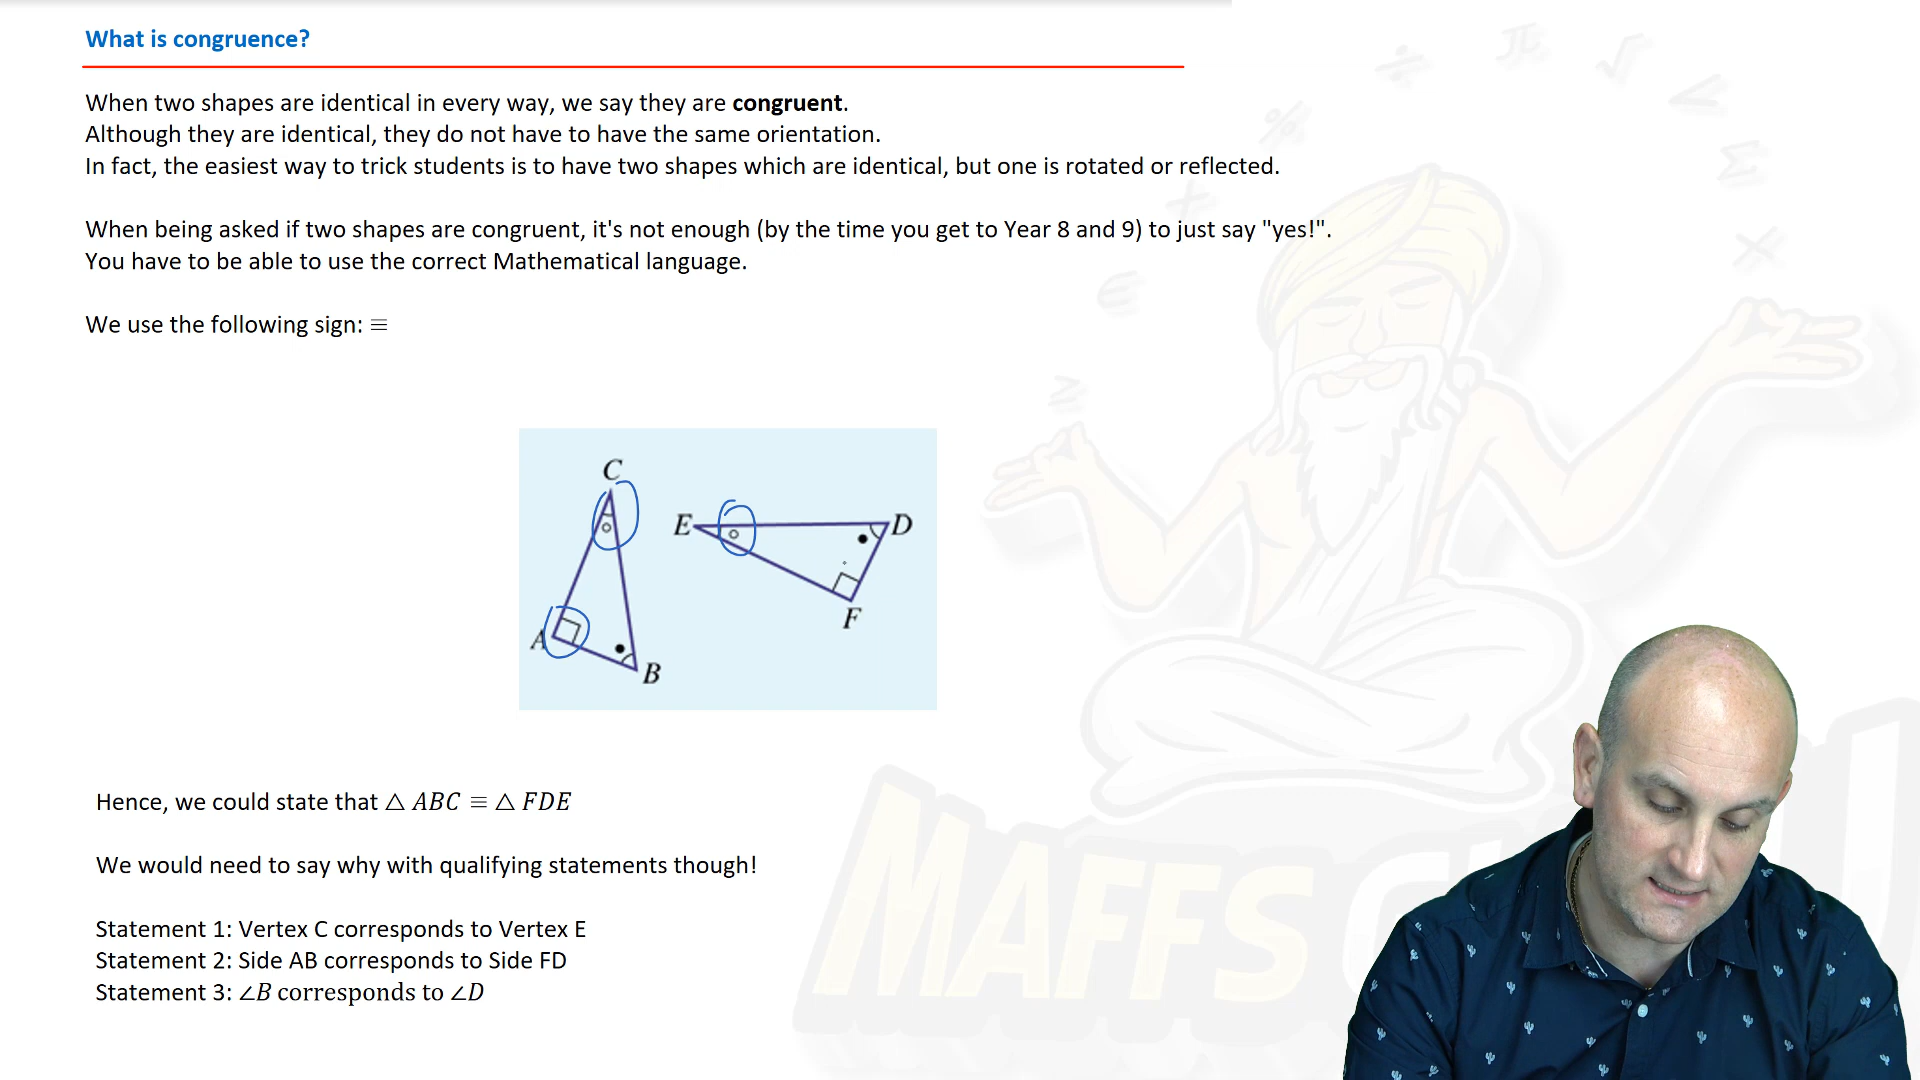 What is congruence?
When two shapes are identical in every way, we say they are congruent.
Although they are identical, they do not have to have the same orientation.
In fact, the easiest way to trick students is to have two shapes which are identical, but one is rotated or reflected.
When being asked if two shapes are congruent, it's not enough (by the time you get to Year 8 and 9) to just say "yes!".
You have to be able to use the correct Mathematical language.
We use the following sign: ≡
C
E
D
F
A
B
Hence, we could state that △ ABC ≡ △ FDE
We would need to say why with qualifying statements though!
Statement 1: Vertex C corresponds to Vertex E
Statement 2: Side AB corresponds to Side FD
Statement 3: ∠B corresponds to ∠D
MAFFS